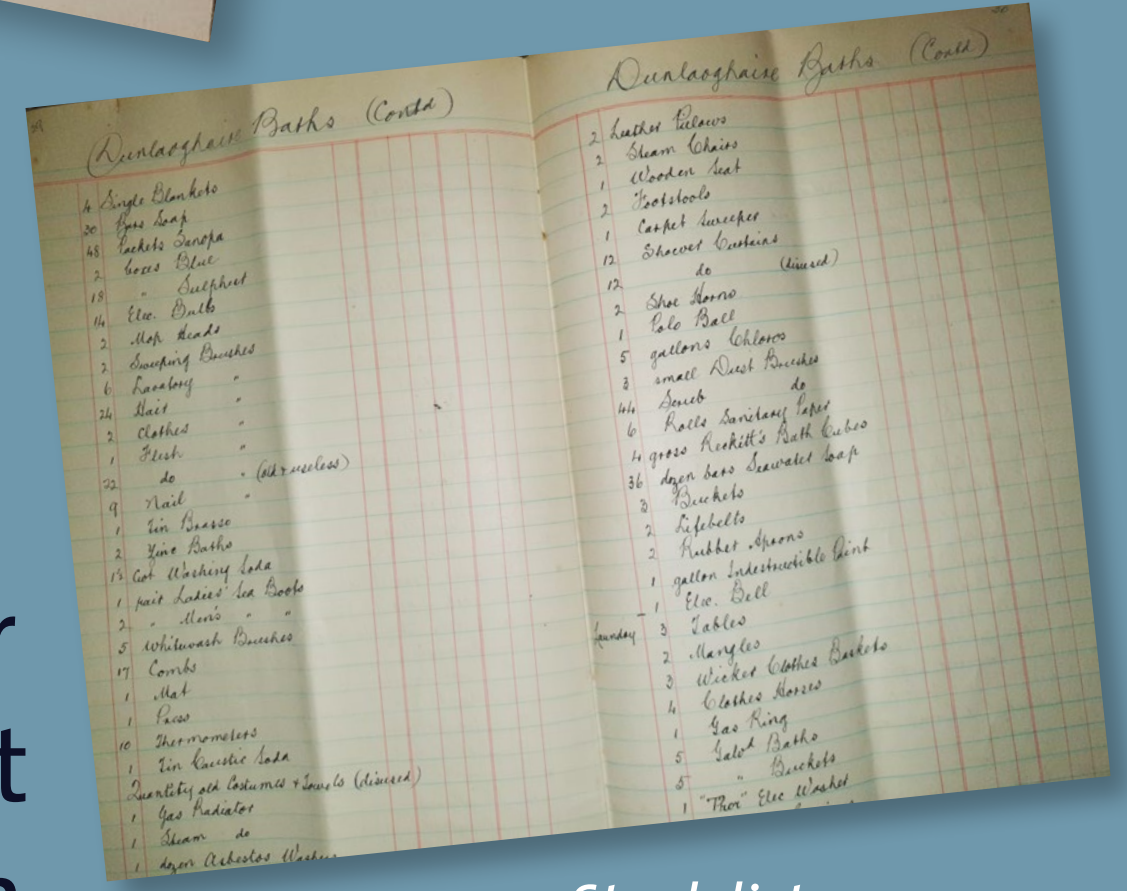 29
Dunlaoghaire Baths (Contd)
4 Single Blankets
30 Bars Soap
48 Packets Sanopa
2 boxes Blue
18 " Sulphur
14 Elec. Bulbs
2 Mop Heads
2 Sweeping Brushes
6 Lavatory "
24 Hair "
2 Clothes "
1 Flesh "
22 do " (old & useless)
9 Nail "
1 Tin Brasso
2 Zinc Baths
1½ Cwt Washing Soda
1 pair Ladies' Sea Boots
2 " Men's " "
5 Whitewash Brushes
17 Combs
1 Mat
1 Press
10 Thermometers
1 Tin Caustic Soda
Quantity old Costumes & Towels (disused)
1 Gas Radiator
1 Steam do
1 dozen Asbestos Washers
30
Dunlaoghaire Baths (Contd)
2 Leather Pillows
2 Steam Chairs
1 Wooden Seat
2 Footstools
1 Carpet Sweeper
12 Shower Curtains
12 do (disused)
2 Shoe Horns
1 Polo Ball
5 gallons Chloros
3 small Dust Brushes
44 Scrub do
6 Rolls Sanitary Paper
4 gross Reckitt's Bath Cubes
36 dozen bars Seawater Soap
3 Buckets
2 Lifebelts
2 Rubber Aprons
1 gallon Indestructible Paint
1 Elec. Bell
Laundry 3 Tables
2 Mangles
3 Wicker Clothes Baskets
4 Clothes Horses
1 Gas Ring
5 Galvd Baths
5 " Buckets
1 "Thor" Elec Washer
r
t
Stock list